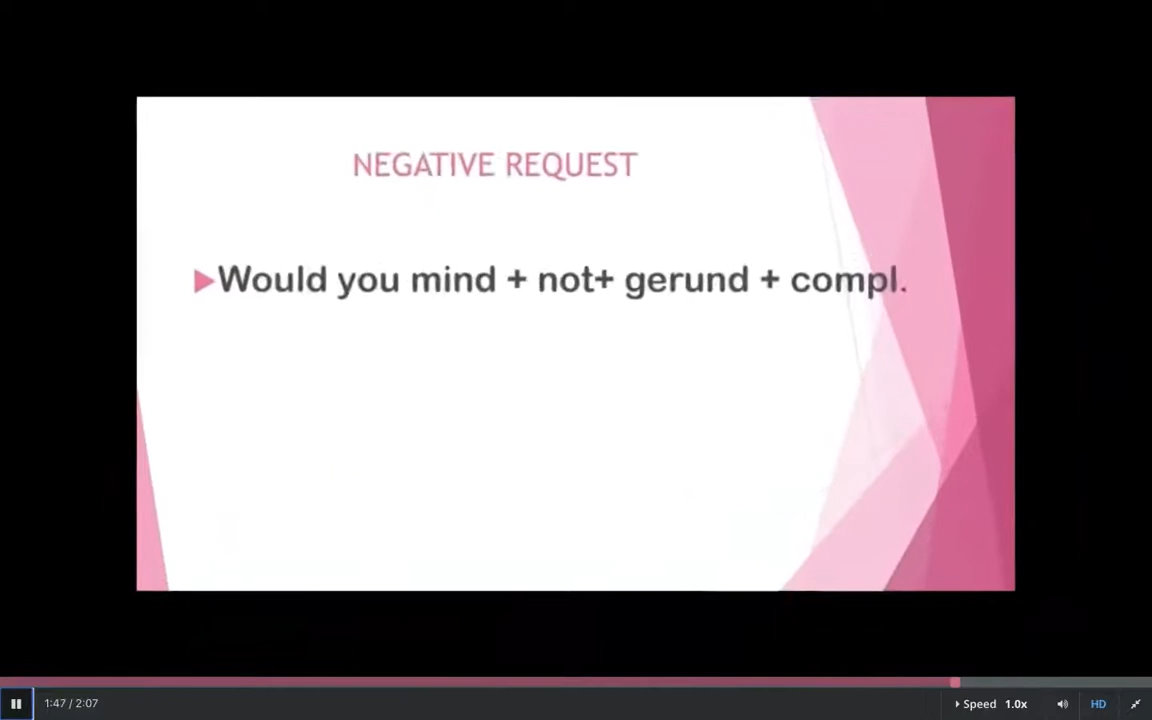 NEGATIVE REQUEST
Would you mind + not+ gerund + compl.
1:47 / 2:07
Speed 1.0x
HD